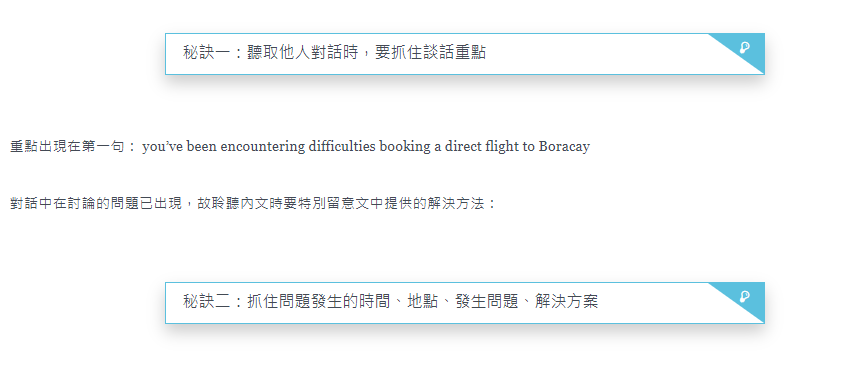 秘訣一：聽取他人對話時，要抓住談話重點
重點出現在第一句： you’ve been encountering difficulties booking a direct flight to Boracay
對話中在討論的問題已出現，故聆聽內文時要特別留意文中提供的解決方法：
秘訣二：抓住問題發生的時間、地點、發生問題、解決方案